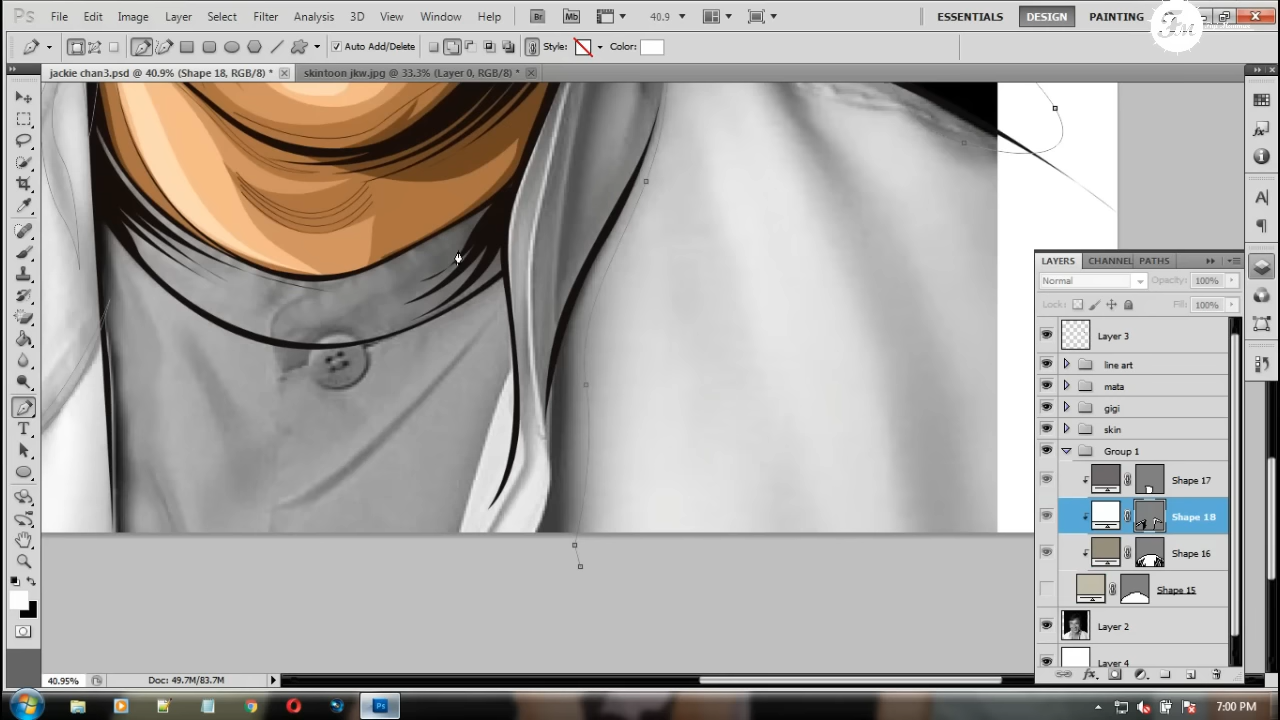 Ps File Edit Image Layer Select Filter Analysis 3D View Window Help Br Mb 40.9 ESSENTIALS DESIGN PAINTING
Auto Add/Delete Style: Color:
jackie chan3.psd @ 40.9% (Shape 18, RGB/8) * skintoon jkw.jpg @ 33.3% (Layer 0, RGB/8) *
LAYERS CHANNEL PATHS
Normal Opacity: 100%
Lock: Fill: 100%
Layer 3
line art
mata
gigi
skin
Group 1
Shape 17
Shape 18
Shape 16
Shape 15
Layer 2
Layer 4
40.95% Doc: 49.7M/83.7M
7:00 PM